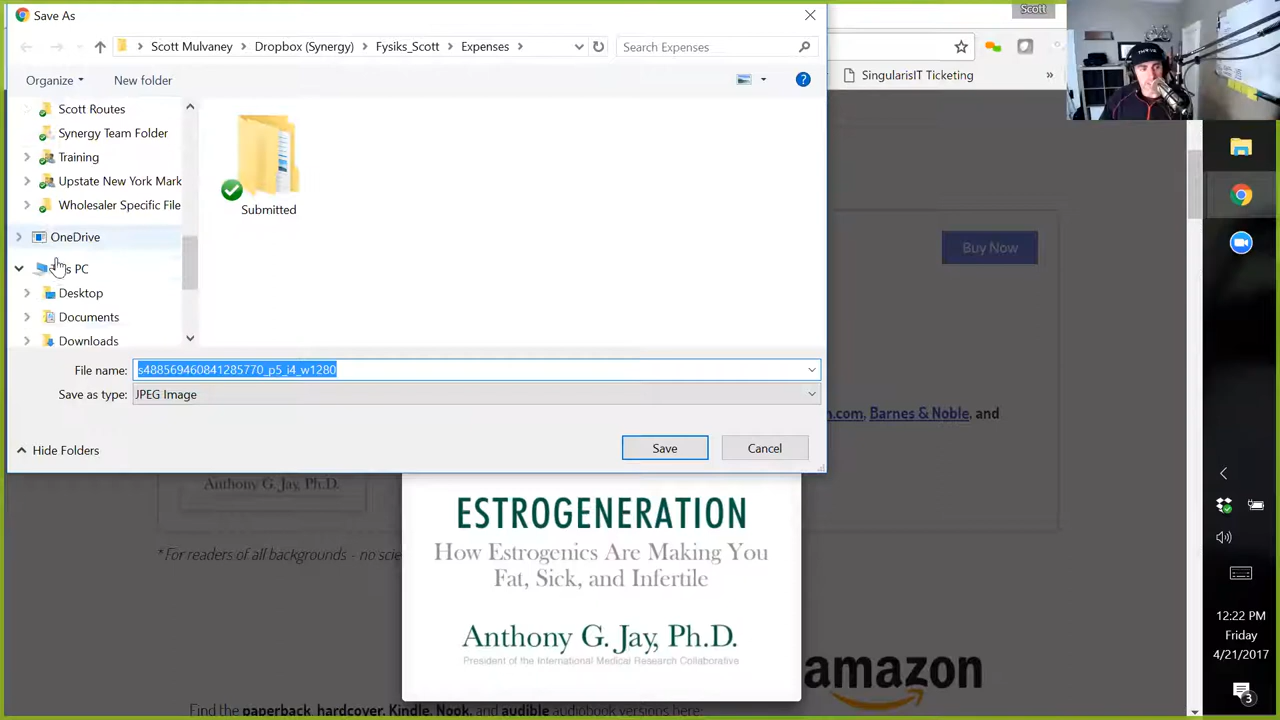 Save As
Scott
Scott Mulvaney
Dropbox (Synergy)
Fysiks_Scott
Expenses
Search Expenses
SingularisIT Ticketing
»
Organize
New folder
?
Scott Routes
Synergy Team Folder
Training
Upstate New York Mark
Wholesaler Specific File
OneDrive
s PC
Desktop
Documents
Downloads
Submitted
Buy Now
File name:
s488569460841285770_p5_i4_w1280
Save as type:
JPEG Image
Hide Folders
Save
Cancel
n.com, Barnes & Noble, and
Anthony G. Jay, Ph.D.
*For readers of all backgrounds - no scie
ESTROGENERATION
How Estrogenics Are Making You
Fat, Sick, and Infertile
Anthony G. Jay, Ph.D.
President of the International Medical Research Collaborative
amazon
Find the paperback, hardcover, Kindle, Nook, and audible audiobook versions here:
12:22 PM
Friday
4/21/2017
3